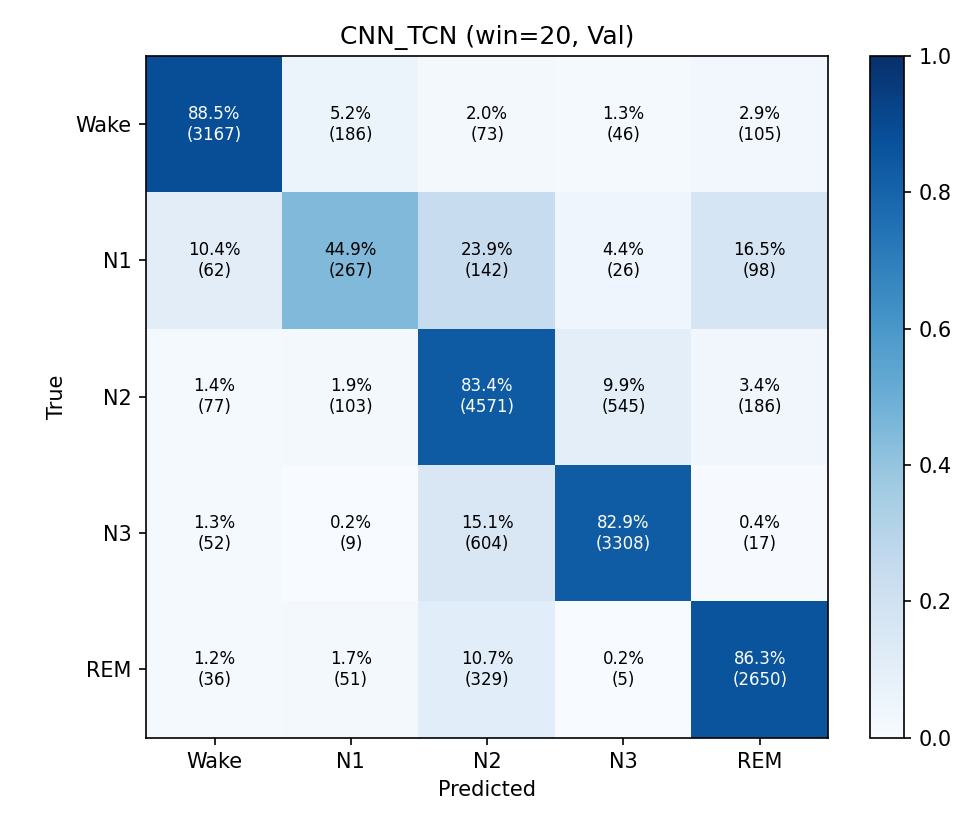 CNN_TCN (win=20, Val)
1.0
Wake
88.5% 5.2% 2.0% 1.3% 2.9%
(3167) (186) (73) (46) (105)
0.8
N1
10.4% 44.9% 23.9% 4.4% 16.5%
(62) (267) (142) (26) (98)
0.6
True
N2
1.4% 1.9% 83.4% 9.9% 3.4%
(77) (103) (4571) (545) (186)
0.4
N3
1.3% 0.2% 15.1% 82.9% 0.4%
(52) (9) (604) (3308) (17)
0.2
REM
1.2% 1.7% 10.7% 0.2% 86.3%
(36) (51) (329) (5) (2650)
0.0
Wake N1 N2 N3 REM
Predicted